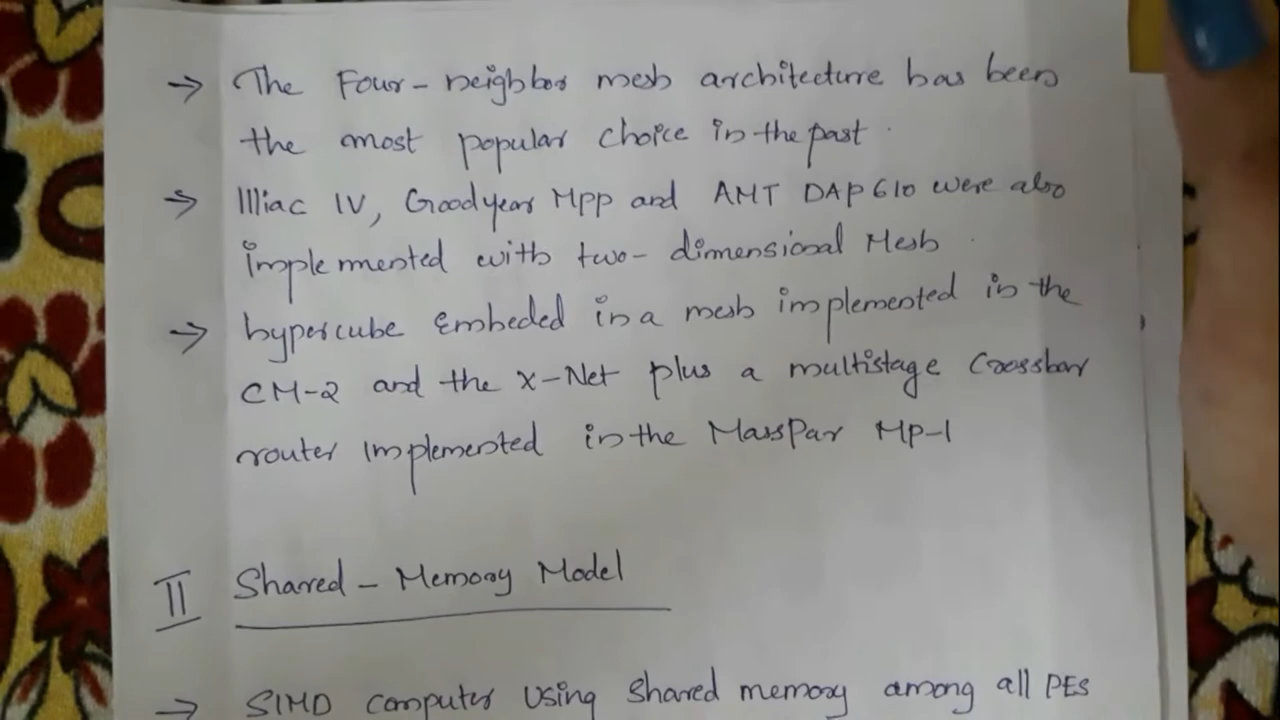 → The Four-neighbor mesh architecture has been
the most popular choice in the past.
→ Illiac IV, Goodyear MPP and AMT DAP610 were also
implemented with two-dimensional Mesh.
→ hypercube Embeded in a mesh implemented in the
CM-2 and the X-Net plus a multistage Crossbar
router implemented in the MassPar MP-1
II Shared-Memory Model
→ SIMD computer Using Shared memory among all PEs